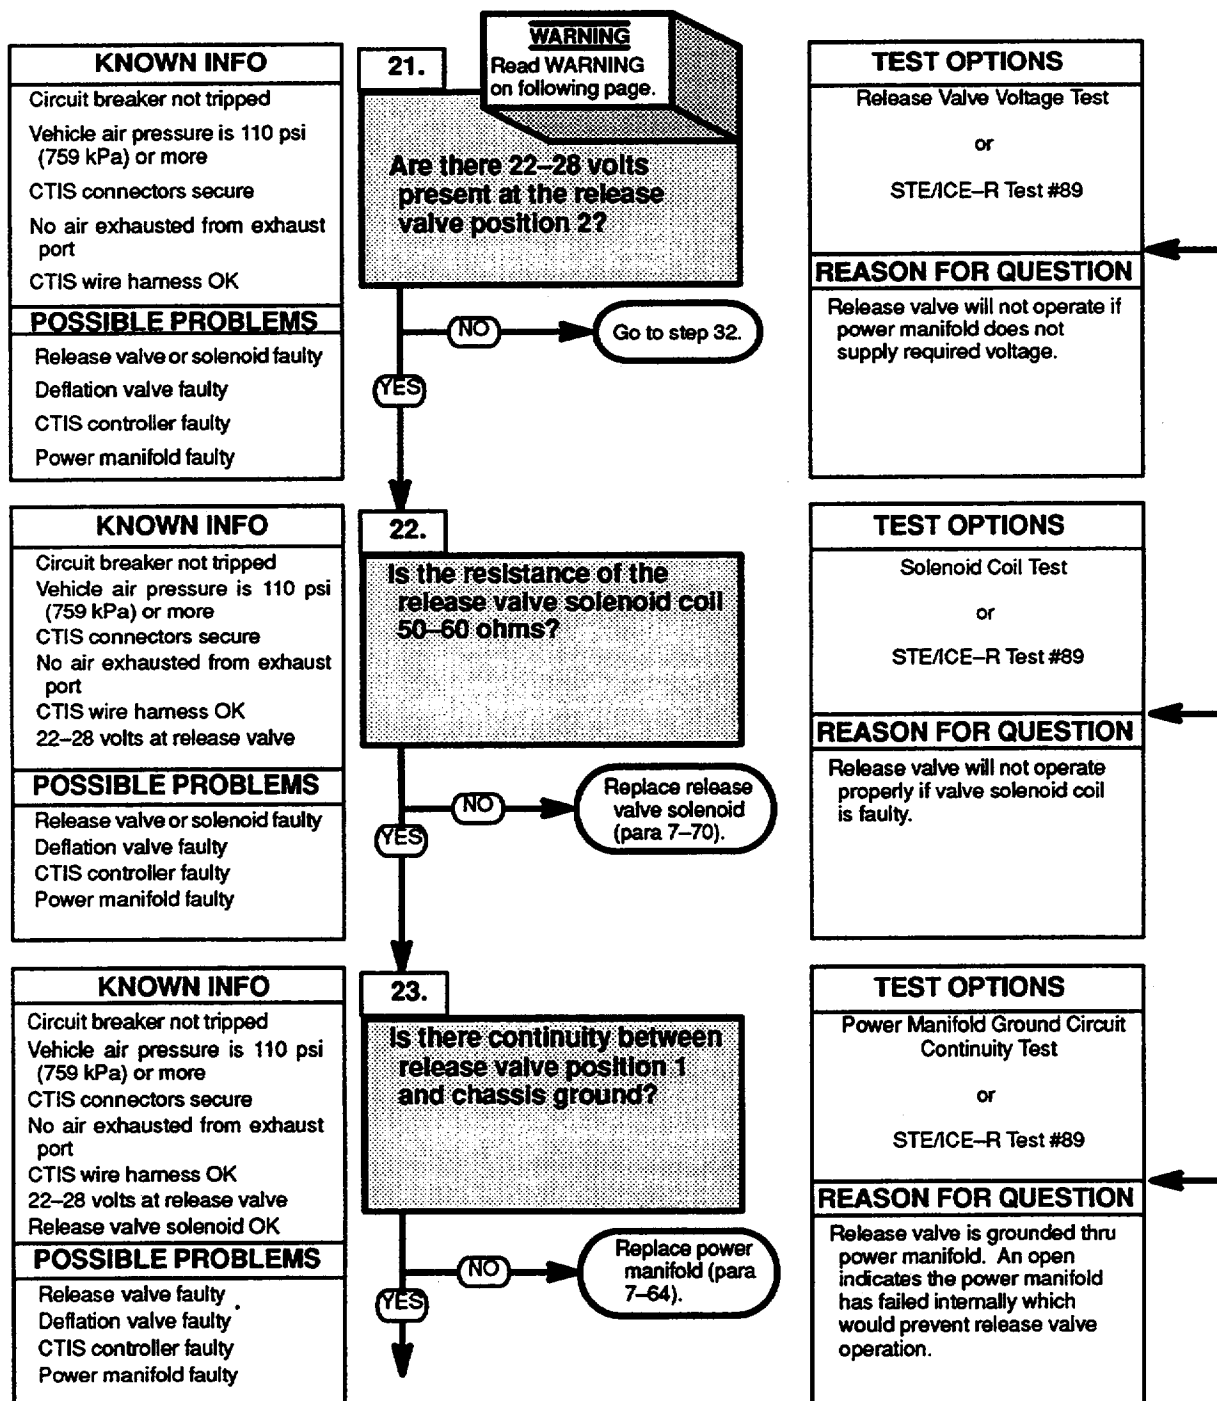 KNOWN INFO
Circuit breaker not tripped
Vehicle air pressure is 110 psi
(759 kPa) or more
CTIS connectors secure
No air exhausted from exhaust
port
CTIS wire harness OK
POSSIBLE PROBLEMS
Release valve or solenoid faulty
Deflation valve faulty
CTIS controller faulty
Power manifold faulty
21.
WARNING
Read WARNING
on following page.
Are there 22–28 volts
present at the release
valve position 2?
NO
Go to step 32.
YES
TEST OPTIONS
Release Valve Voltage Test
or
STE/ICE–R Test #89
REASON FOR QUESTION
Release valve will not operate if
power manifold does not
supply required voltage.
KNOWN INFO
Circuit breaker not tripped
Vehicle air pressure is 110 psi
(759 kPa) or more
CTIS connectors secure
No air exhausted from exhaust
port
CTIS wire harness OK
22–28 volts at release valve
POSSIBLE PROBLEMS
Release valve or solenoid faulty
Deflation valve faulty
CTIS controller faulty
Power manifold faulty
22.
Is the resistance of the
release valve solenoid coil
50–60 ohms?
NO
Replace release
valve solenoid
(para 7–70).
YES
TEST OPTIONS
Solenoid Coil Test
or
STE/ICE–R Test #89
REASON FOR QUESTION
Release valve will not operate
properly if valve solenoid coil
is faulty.
KNOWN INFO
Circuit breaker not tripped
Vehicle air pressure is 110 psi
(759 kPa) or more
CTIS connectors secure
No air exhausted from exhaust
port
CTIS wire harness OK
22–28 volts at release valve
Release valve solenoid OK
POSSIBLE PROBLEMS
Release valve faulty
Deflation valve faulty
CTIS controller faulty
Power manifold faulty
23.
Is there continuity between
release valve position 1
and chassis ground?
NO
Replace power
manifold (para
7–64).
YES
TEST OPTIONS
Power Manifold Ground Circuit
Continuity Test
or
STE/ICE–R Test #89
REASON FOR QUESTION
Release valve is grounded thru
power manifold. An open
indicates the power manifold
has failed internally which
would prevent release valve
operation.